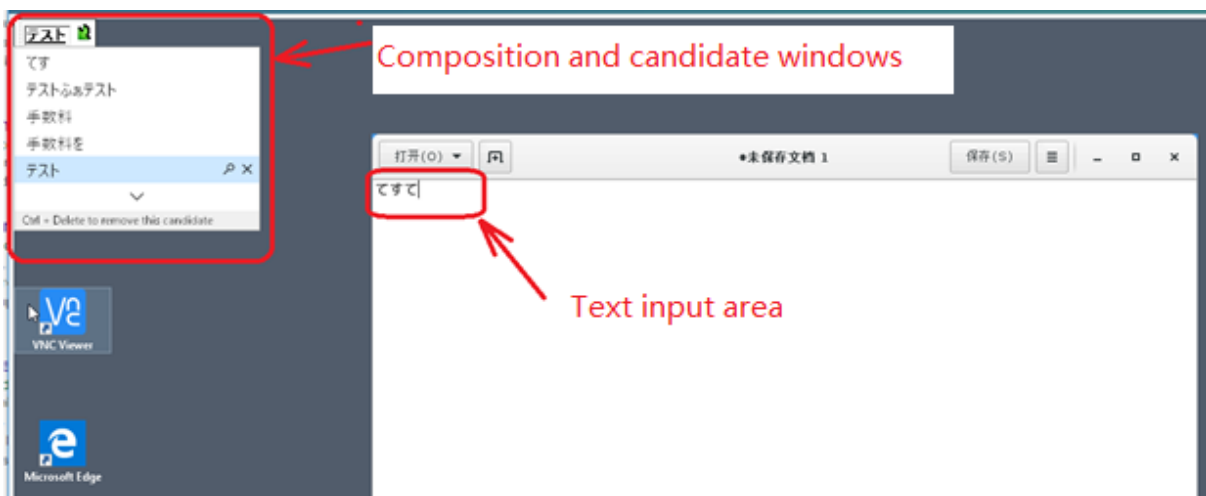 テスト
てす
テストふぁテスト
手数料
手数料を
テスト
Ctrl + Delete to remove this candidate
Composition and candidate windows
打开(O)
•未保存文档 1
保存(S)
てすて
Text input area
VNC Viewer
Microsoft Edge